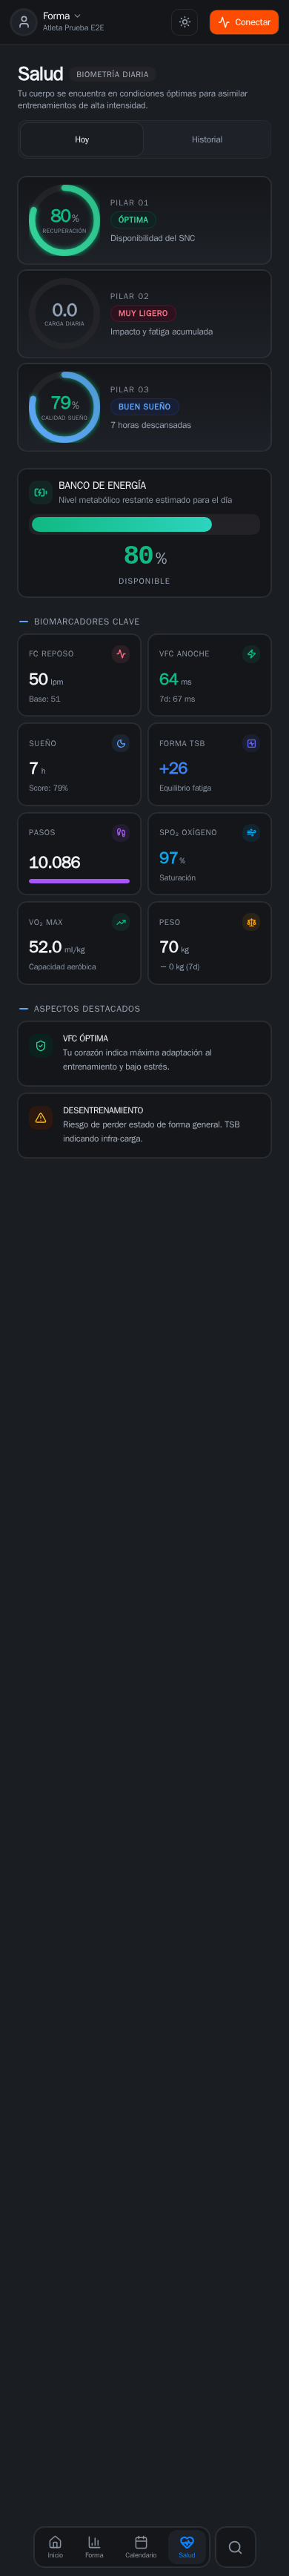 Forma
Atleta Prueba E2E
Conectar
Salud
BIOMETRÍA DIARIA
Tu cuerpo se encuentra en condiciones óptimas para asimilar
entrenamientos de alta intensidad.
Hoy
Historial
80%
RECUPERACIÓN
PILAR 01
ÓPTIMA
Disponibilidad del SNC
0.0
CARGA DIARIA
PILAR 02
MUY LIGERO
Impacto y fatiga acumulada
79%
CALIDAD SUEÑO
PILAR 03
BUEN SUEÑO
7 horas descansadas
BANCO DE ENERGÍA
Nivel metabólico restante estimado para el día
80%
DISPONIBLE
BIOMARCADORES CLAVE
FC REPOSO
50 lpm
Base: 51
VFC ANOCHE
64 ms
7d: 67 ms
SUEÑO
7 h
Score: 79%
FORMA TSB
+26
Equilibrio fatiga
PASOS
10.086
SPO₂ OXÍGENO
97 %
Saturación
VO₂ MAX
52.0 ml/kg
Capacidad aeróbica
PESO
70 kg
— 0 kg (7d)
ASPECTOS DESTACADOS
VFC ÓPTIMA
Tu corazón indica máxima adaptación al
entrenamiento y bajo estrés.
DESENTRENAMIENTO
Riesgo de perder estado de forma general. TSB
indicando infra-carga.
Inicio
Forma
Calendario
Salud